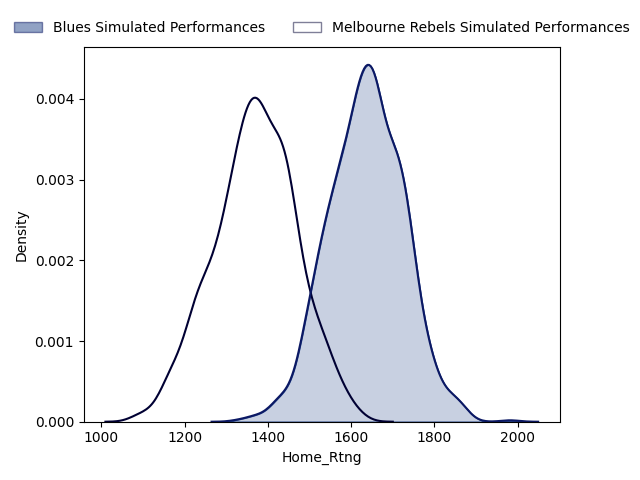 Blues Simulated Performances Melbourne Rebels Simulated Performances
0.004
0.003
0.002
0.001
0.000
Density
1000 1200 1400 1600 1800 2000
Home_Rtng